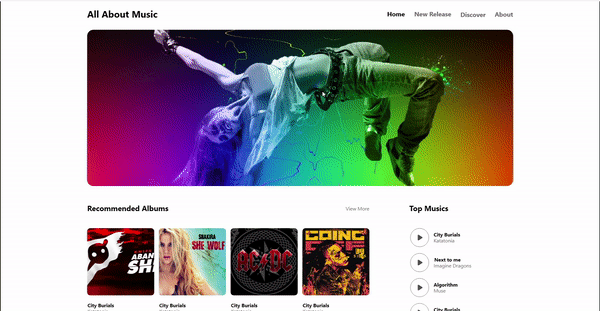 All About Music
Home New Release Discover About
Recommended Albums
View More
Top Musics
SHAKIRA
SHE WOLF
AC DC
GOING
City Burials
City Burials
City Burials
City Burials
City Burials
Katatonia
Next to me
Imagine Dragons
Algorithm
Muse
City Burials